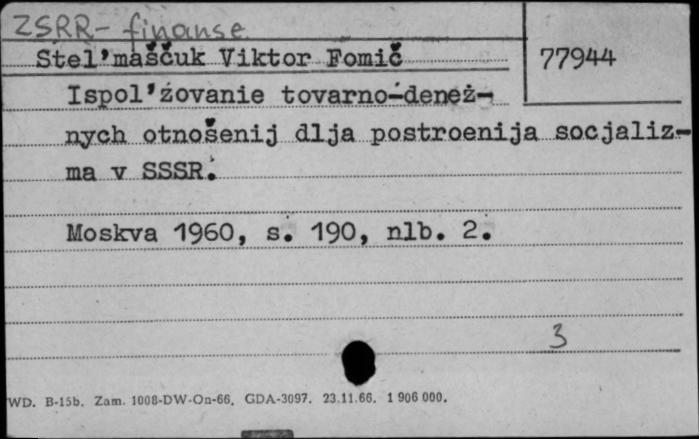 ZSRR- finanse
Stel'maščuk Viktor Fomič
77944
Ispol'zovanie tovarno-denež-
nych otnošenij dlja postroenija socjaliz-
ma v SSSR.
Moskva 1960, s. 190, nlb. 2.
3
WD. B-15b. Zam. 1008-DW-On-66. GDA-3097. 23.11.66. 1 906 000.